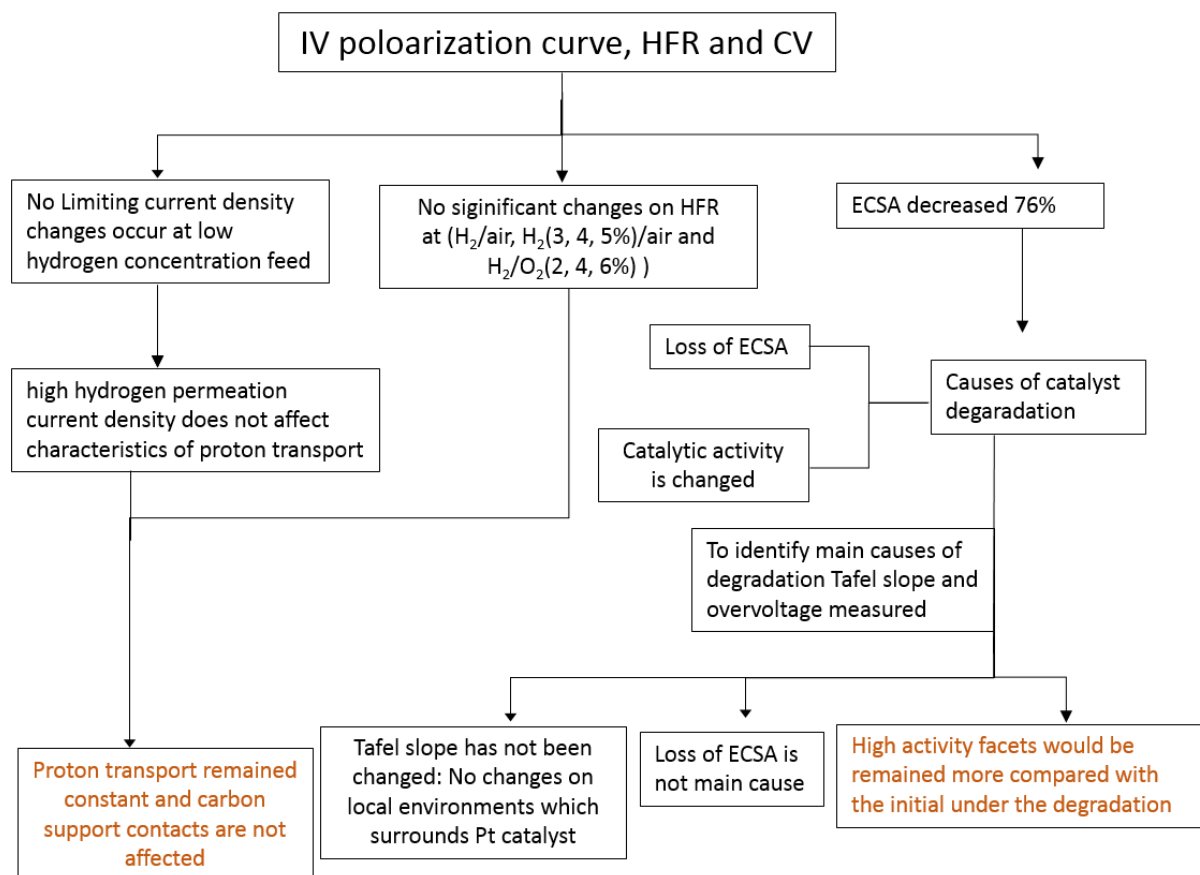 IV poloarization curve, HFR and CV
No Limiting current density
changes occur at low
hydrogen concentration feed
No siginificant changes on HFR
at (H₂/air, H₂(3, 4, 5%)/air and
H₂/O₂(2, 4, 6%) )
ECSA decreased 76%
high hydrogen permeation
current density does not affect
characteristics of proton transport
Loss of ECSA
Catalytic activity
is changed
Causes of catalyst
degaradation
To identify main causes of
degradation Tafel slope and
overvoltage measured
Proton transport remained
constant and carbon
support contacts are not
affected
Tafel slope has not been
changed: No changes on
local environments which
surrounds Pt catalyst
Loss of ECSA is
not main cause
High activity facets would be
remained more compared with
the initial under the degradation